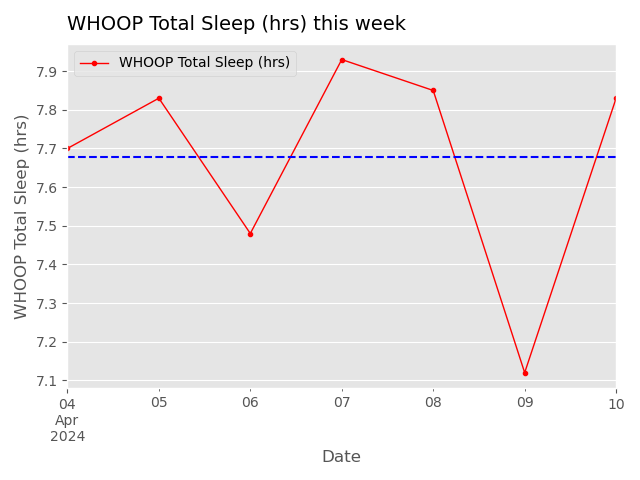 WHOOP Total Sleep (hrs) this week
WHOOP Total Sleep (hrs)
WHOOP Total Sleep (hrs)
7.9
7.8
7.7
7.6
7.5
7.4
7.3
7.2
7.1
04 05 06 07 08 09 10
Apr
2024
Date